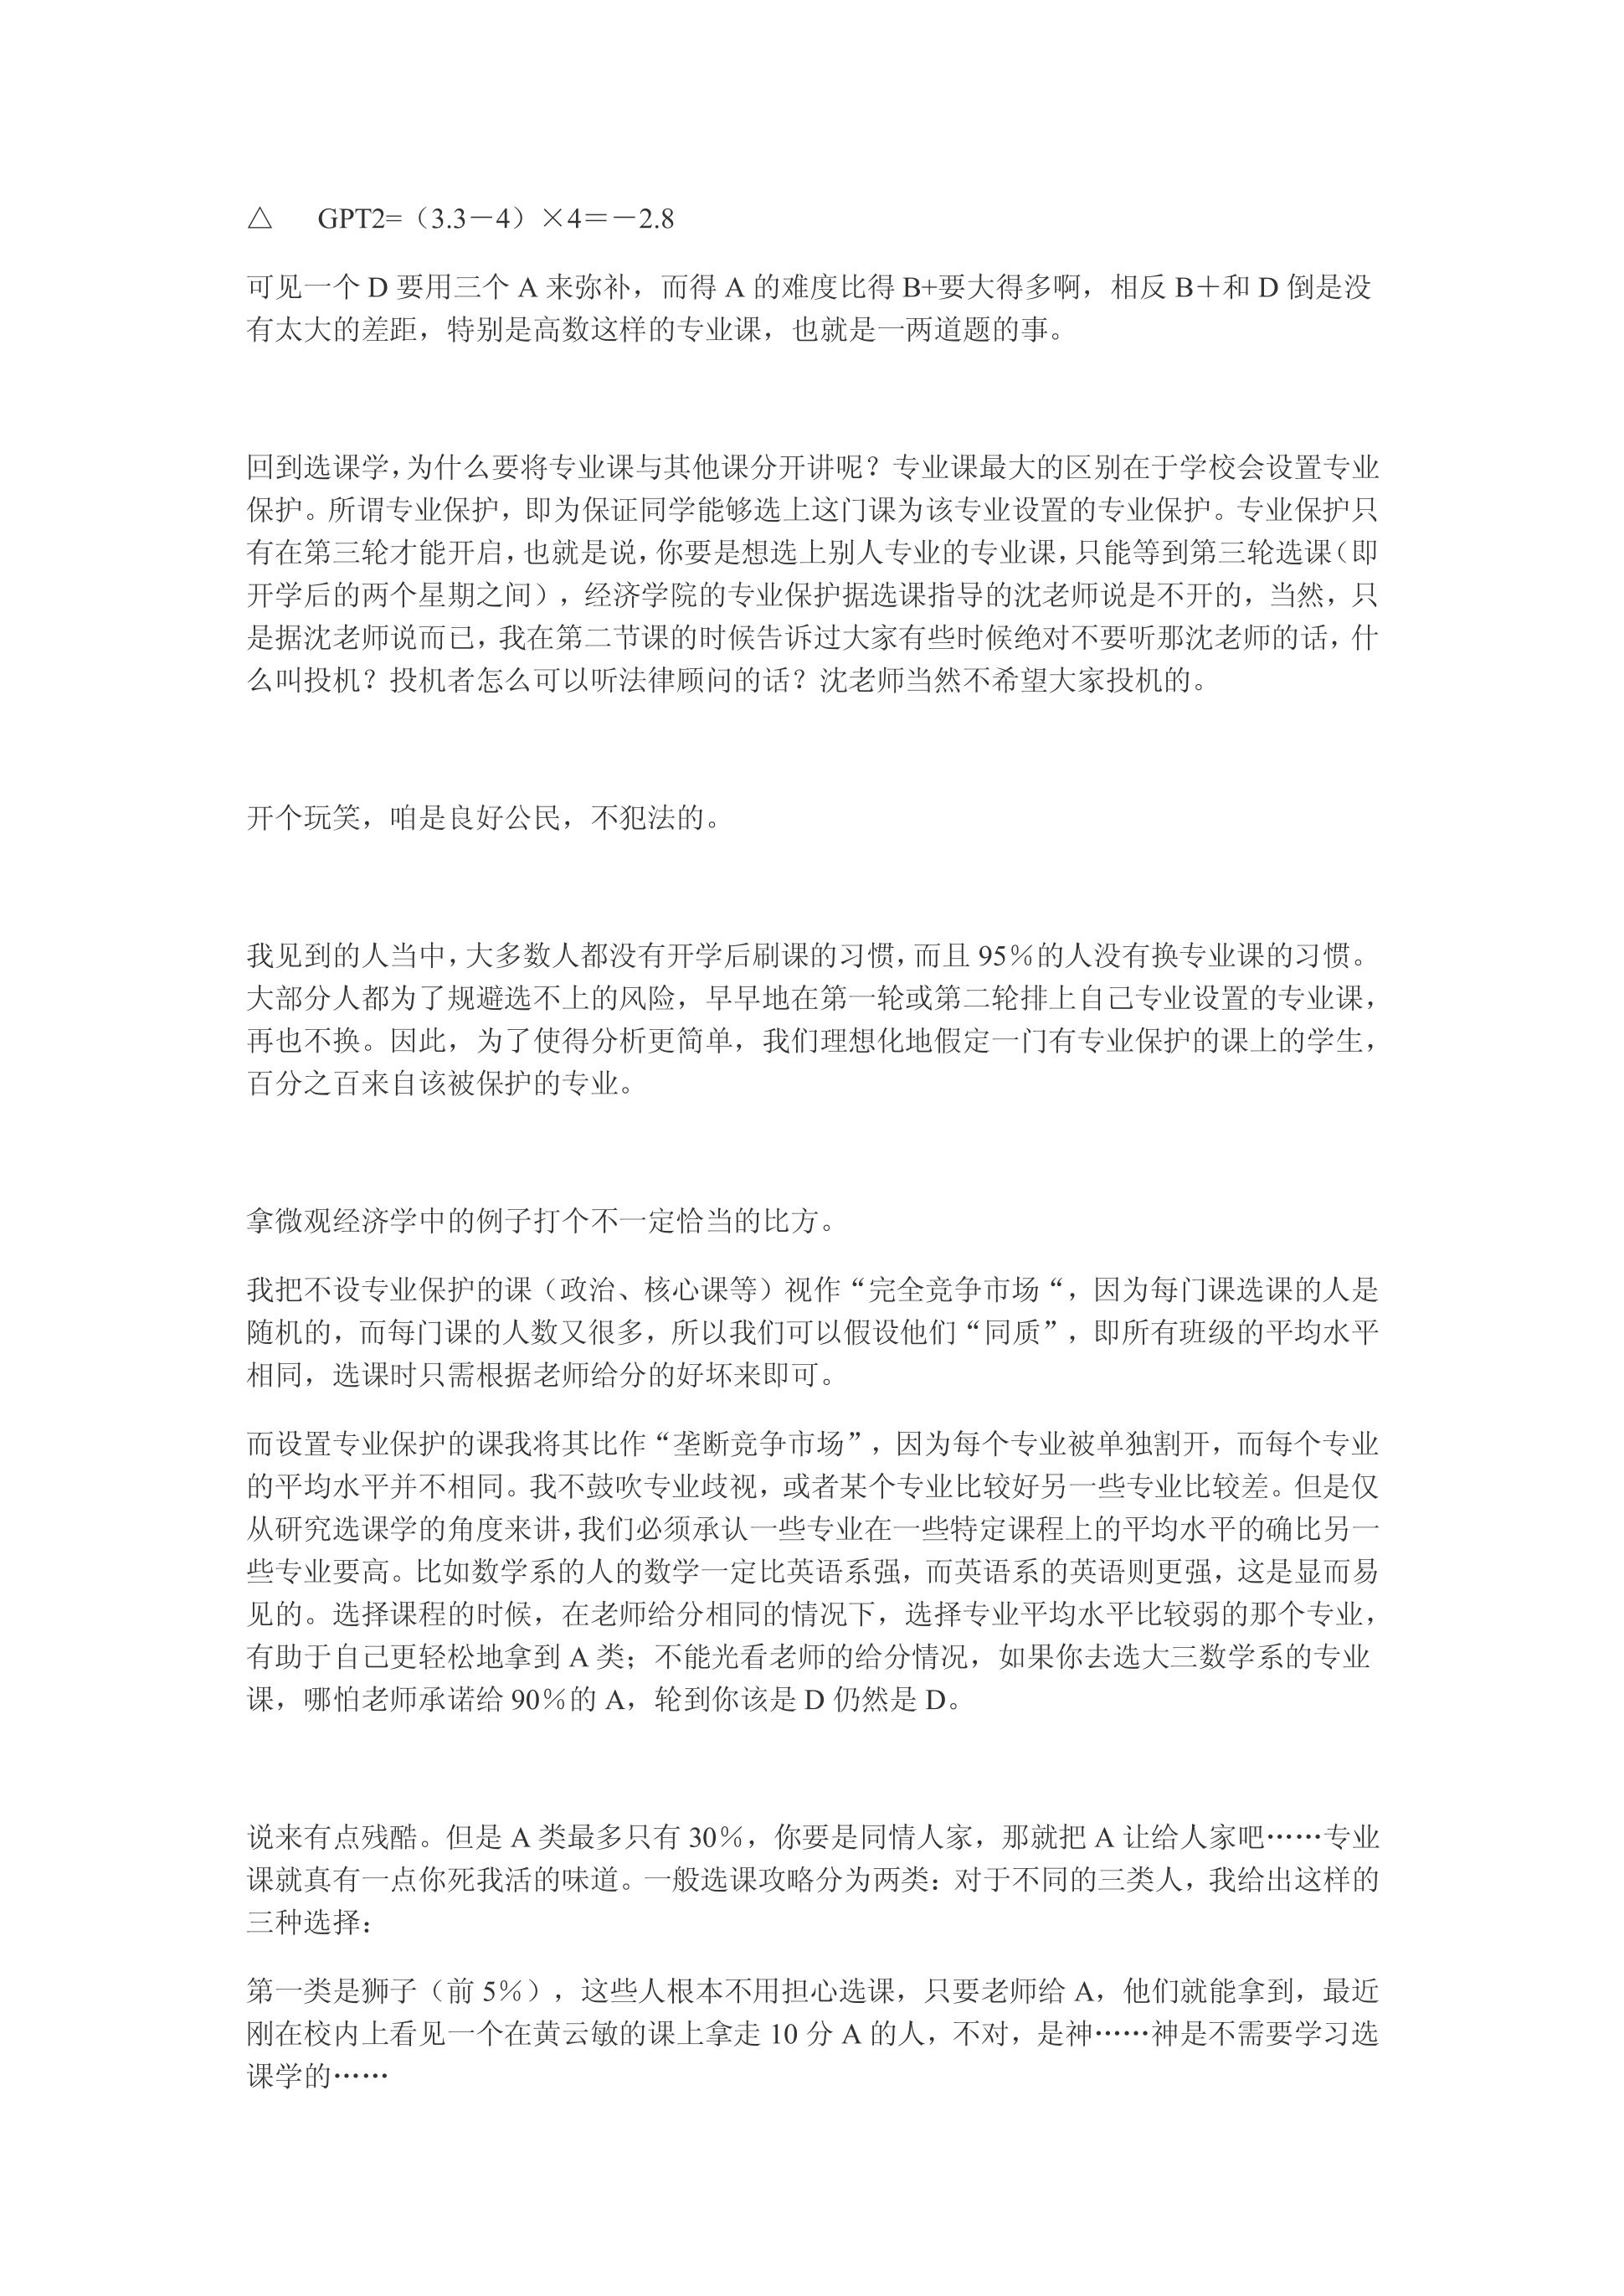 △ GPT2=（3.3－4）×4＝－2.8
可见一个 D 要用三个 A 来弥补，而得 A 的难度比得 B+要大得多啊，相反 B＋和 D 倒是没
有太大的差距，特别是高数这样的专业课，也就是一两道题的事。
回到选课学，为什么要将专业课与其他课分开讲呢？专业课最大的区别在于学校会设置专业
保护。所谓专业保护，即为保证同学能够选上这门课为该专业设置的专业保护。专业保护只
有在第三轮才能开启，也就是说，你要是想选上别人专业的专业课，只能等到第三轮选课（即
开学后的两个星期之间），经济学院的专业保护据选课指导的沈老师说是不开的，当然，只
是据沈老师说而已，我在第二节课的时候告诉过大家有些时候绝对不要听那沈老师的话，什
么叫投机？投机者怎么可以听法律顾问的话？沈老师当然不希望大家投机的。
开个玩笑，咱是良好公民，不犯法的。
我见到的人当中，大多数人都没有开学后刷课的习惯，而且 95％的人没有换专业课的习惯。
大部分人都为了规避选不上的风险，早早地在第一轮或第二轮排上自己专业设置的专业课，
再也不换。因此，为了使得分析更简单，我们理想化地假定一门有专业保护的课上的学生，
百分之百来自该被保护的专业。
拿微观经济学中的例子打个不一定恰当的比方。
我把不设专业保护的课（政治、核心课等）视作“完全竞争市场“，因为每门课选课的人是
随机的，而每门课的人数又很多，所以我们可以假设他们“同质”，即所有班级的平均水平
相同，选课时只需根据老师给分的好坏来即可。
而设置专业保护的课我将其比作“垄断竞争市场”，因为每个专业被单独割开，而每个专业
的平均水平并不相同。我不鼓吹专业歧视，或者某个专业比较好另一些专业比较差。但是仅
从研究选课学的角度来讲，我们必须承认一些专业在一些特定课程上的平均水平的确比另一
些专业要高。比如数学系的人的数学一定比英语系强，而英语系的英语则更强，这是显而易
见的。选择课程的时候，在老师给分相同的情况下，选择专业平均水平比较弱的那个专业，
有助于自己更轻松地拿到 A 类；不能光看老师的给分情况，如果你去选大三数学系的专业
课，哪怕老师承诺给 90％的 A，轮到你该是 D 仍然是 D。
说来有点残酷。但是 A 类最多只有 30％，你要是同情人家，那就把 A 让给人家吧……专业
课就真有一点你死我活的味道。一般选课攻略分为两类：对于不同的三类人，我给出这样的
三种选择：
第一类是狮子（前 5％），这些人根本不用担心选课，只要老师给 A，他们就能拿到，最近
刚在校内上看见一个在黄云敏的课上拿走 10 分 A 的人，不对，是神……神是不需要学习选
课学的……